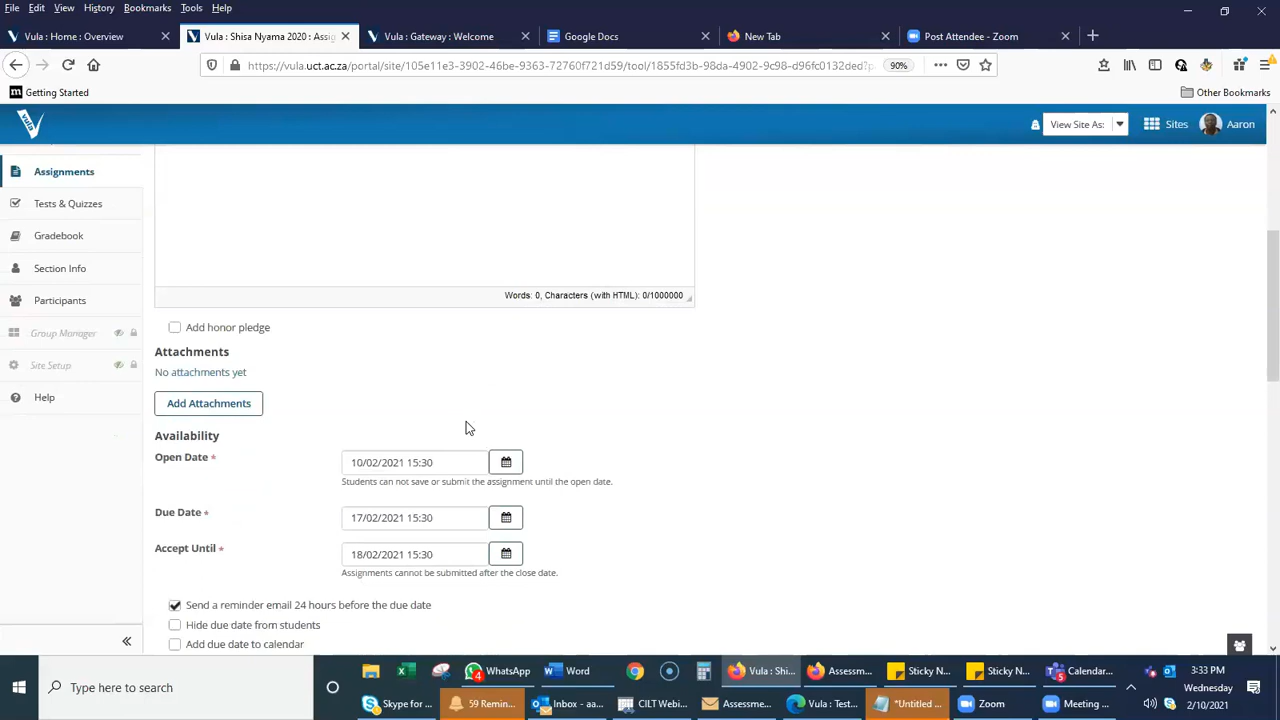 File Edit View History Bookmarks Tools Help
Vula : Home : Overview
Vula : Shisa Nyama 2020 : Assig
Vula : Gateway : Welcome
Google Docs
New Tab
Post Attendee - Zoom
https://vula.uct.ac.za/portal/site/105e11e3-3902-46be-9363-72760f721d59/tool/1855fd3b-98da-4902-9c98-d96fc0132ded?p
90%
Getting Started
Other Bookmarks
vula
View Site As:
Sites
Aaron
Assignments
Tests & Quizzes
Gradebook
Section Info
Participants
Group Manager
Site Setup
Help
Words: 0, Characters (with HTML): 0/1000000
Add honor pledge
Attachments
No attachments yet
Add Attachments
Availability
Open Date *
10/02/2021 15:30
Students can not save or submit the assignment until the open date.
Due Date *
17/02/2021 15:30
Accept Until *
18/02/2021 15:30
Assignments cannot be submitted after the close date.
Send a reminder email 24 hours before the due date
Hide due date from students
Add due date to calendar
Type here to search
4
WhatsApp
Word
Vula : Shi...
Assessm...
Sticky N...
Sticky N...
5
Calendar...
Skype for ...
59 Remin...
Inbox - aa...
CILT Webi...
Assessme...
Vula : Test...
*Untitled ...
Zoom
Meeting ...
3:33 PM
Wednesday
2/10/2021